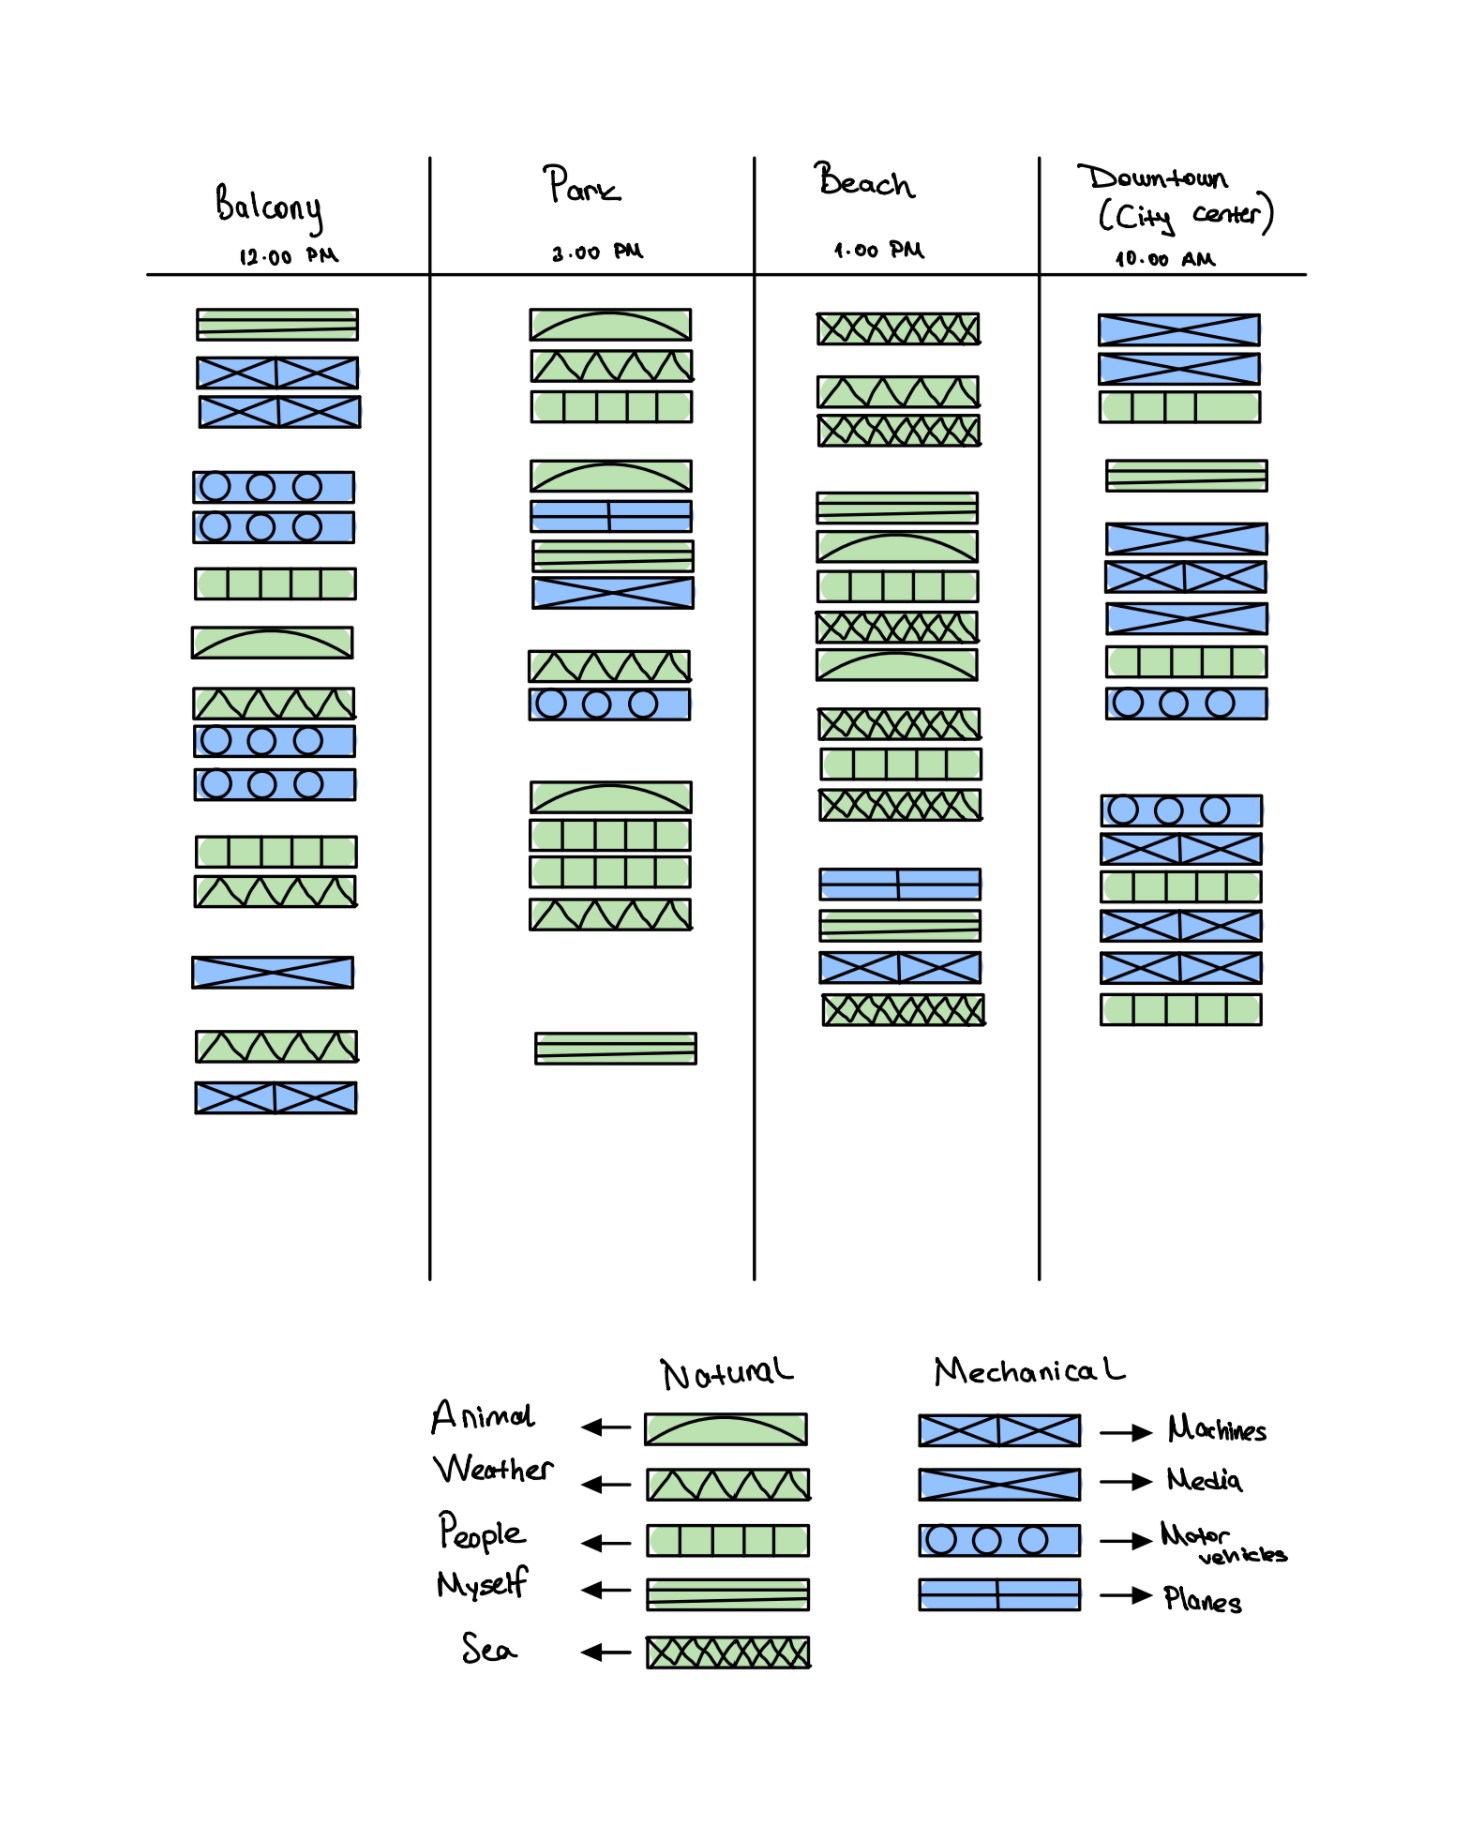 Balcony
12.00 PM
Park
3.00 PM
Beach
1.00 PM
Downtown
(City center)
10.00 AM
Natural
Animal
Weather
People
Myself
Sea
Mechanical
Machines
Media
Motor
vehicles
Planes